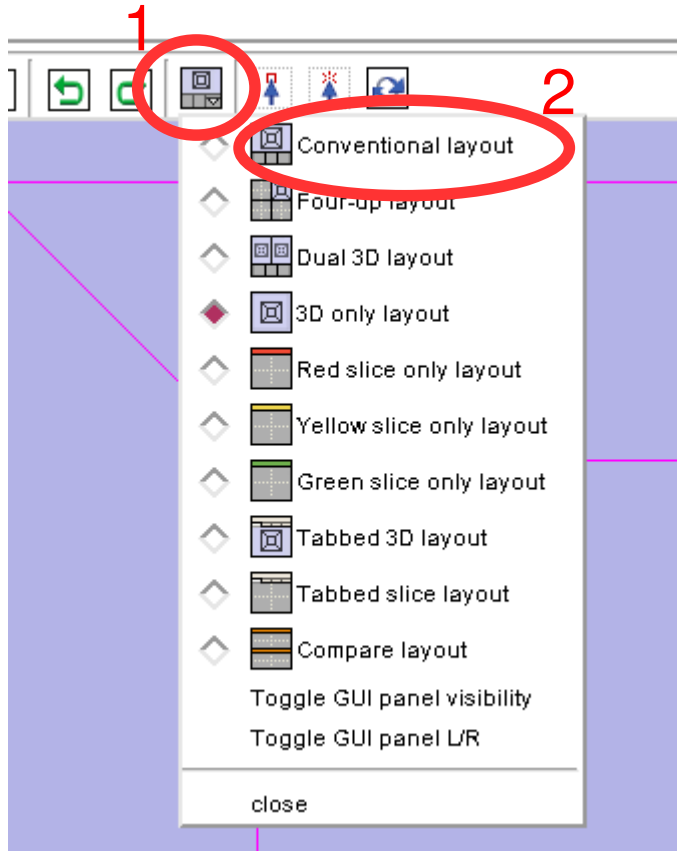 1
2
Conventional layout
Four-up layout
Dual 3D layout
3D only layout
Red slice only layout
Yellow slice only layout
Green slice only layout
Tabbed 3D layout
Tabbed slice layout
Compare layout
Toggle GUI panel visibility
Toggle GUI panel L/R
close